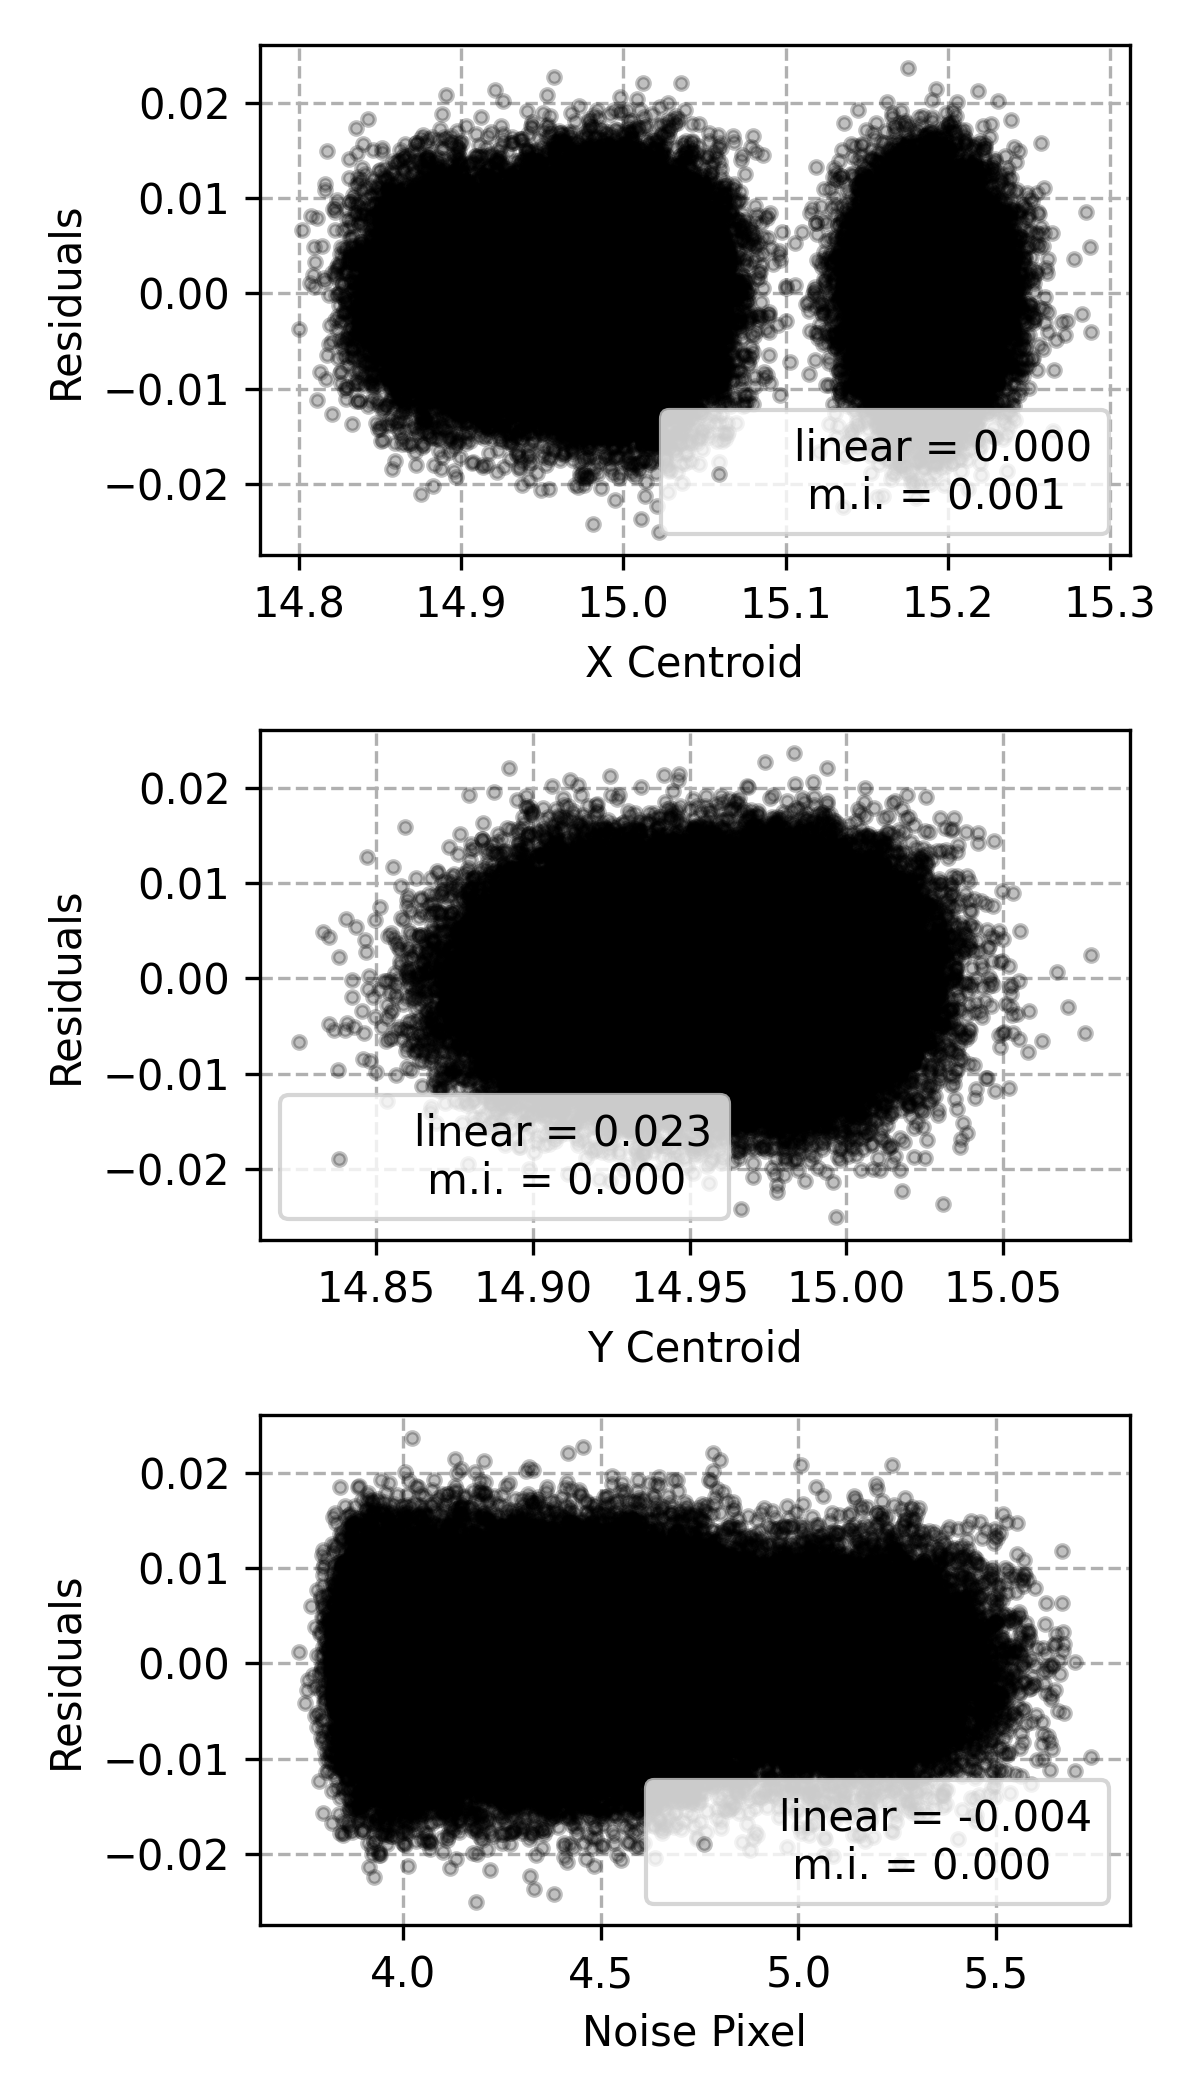 0.02
0.01
0.00
−0.01
−0.02
Residuals
linear = 0.000
m.i. = 0.001
14.8 14.9 15.0 15.1 15.2 15.3
X Centroid
0.02
0.01
0.00
−0.01
−0.02
Residuals
linear = 0.023
m.i. = 0.000
14.85 14.90 14.95 15.00 15.05
Y Centroid
0.02
0.01
0.00
−0.01
−0.02
Residuals
linear = -0.004
m.i. = 0.000
4.0 4.5 5.0 5.5
Noise Pixel